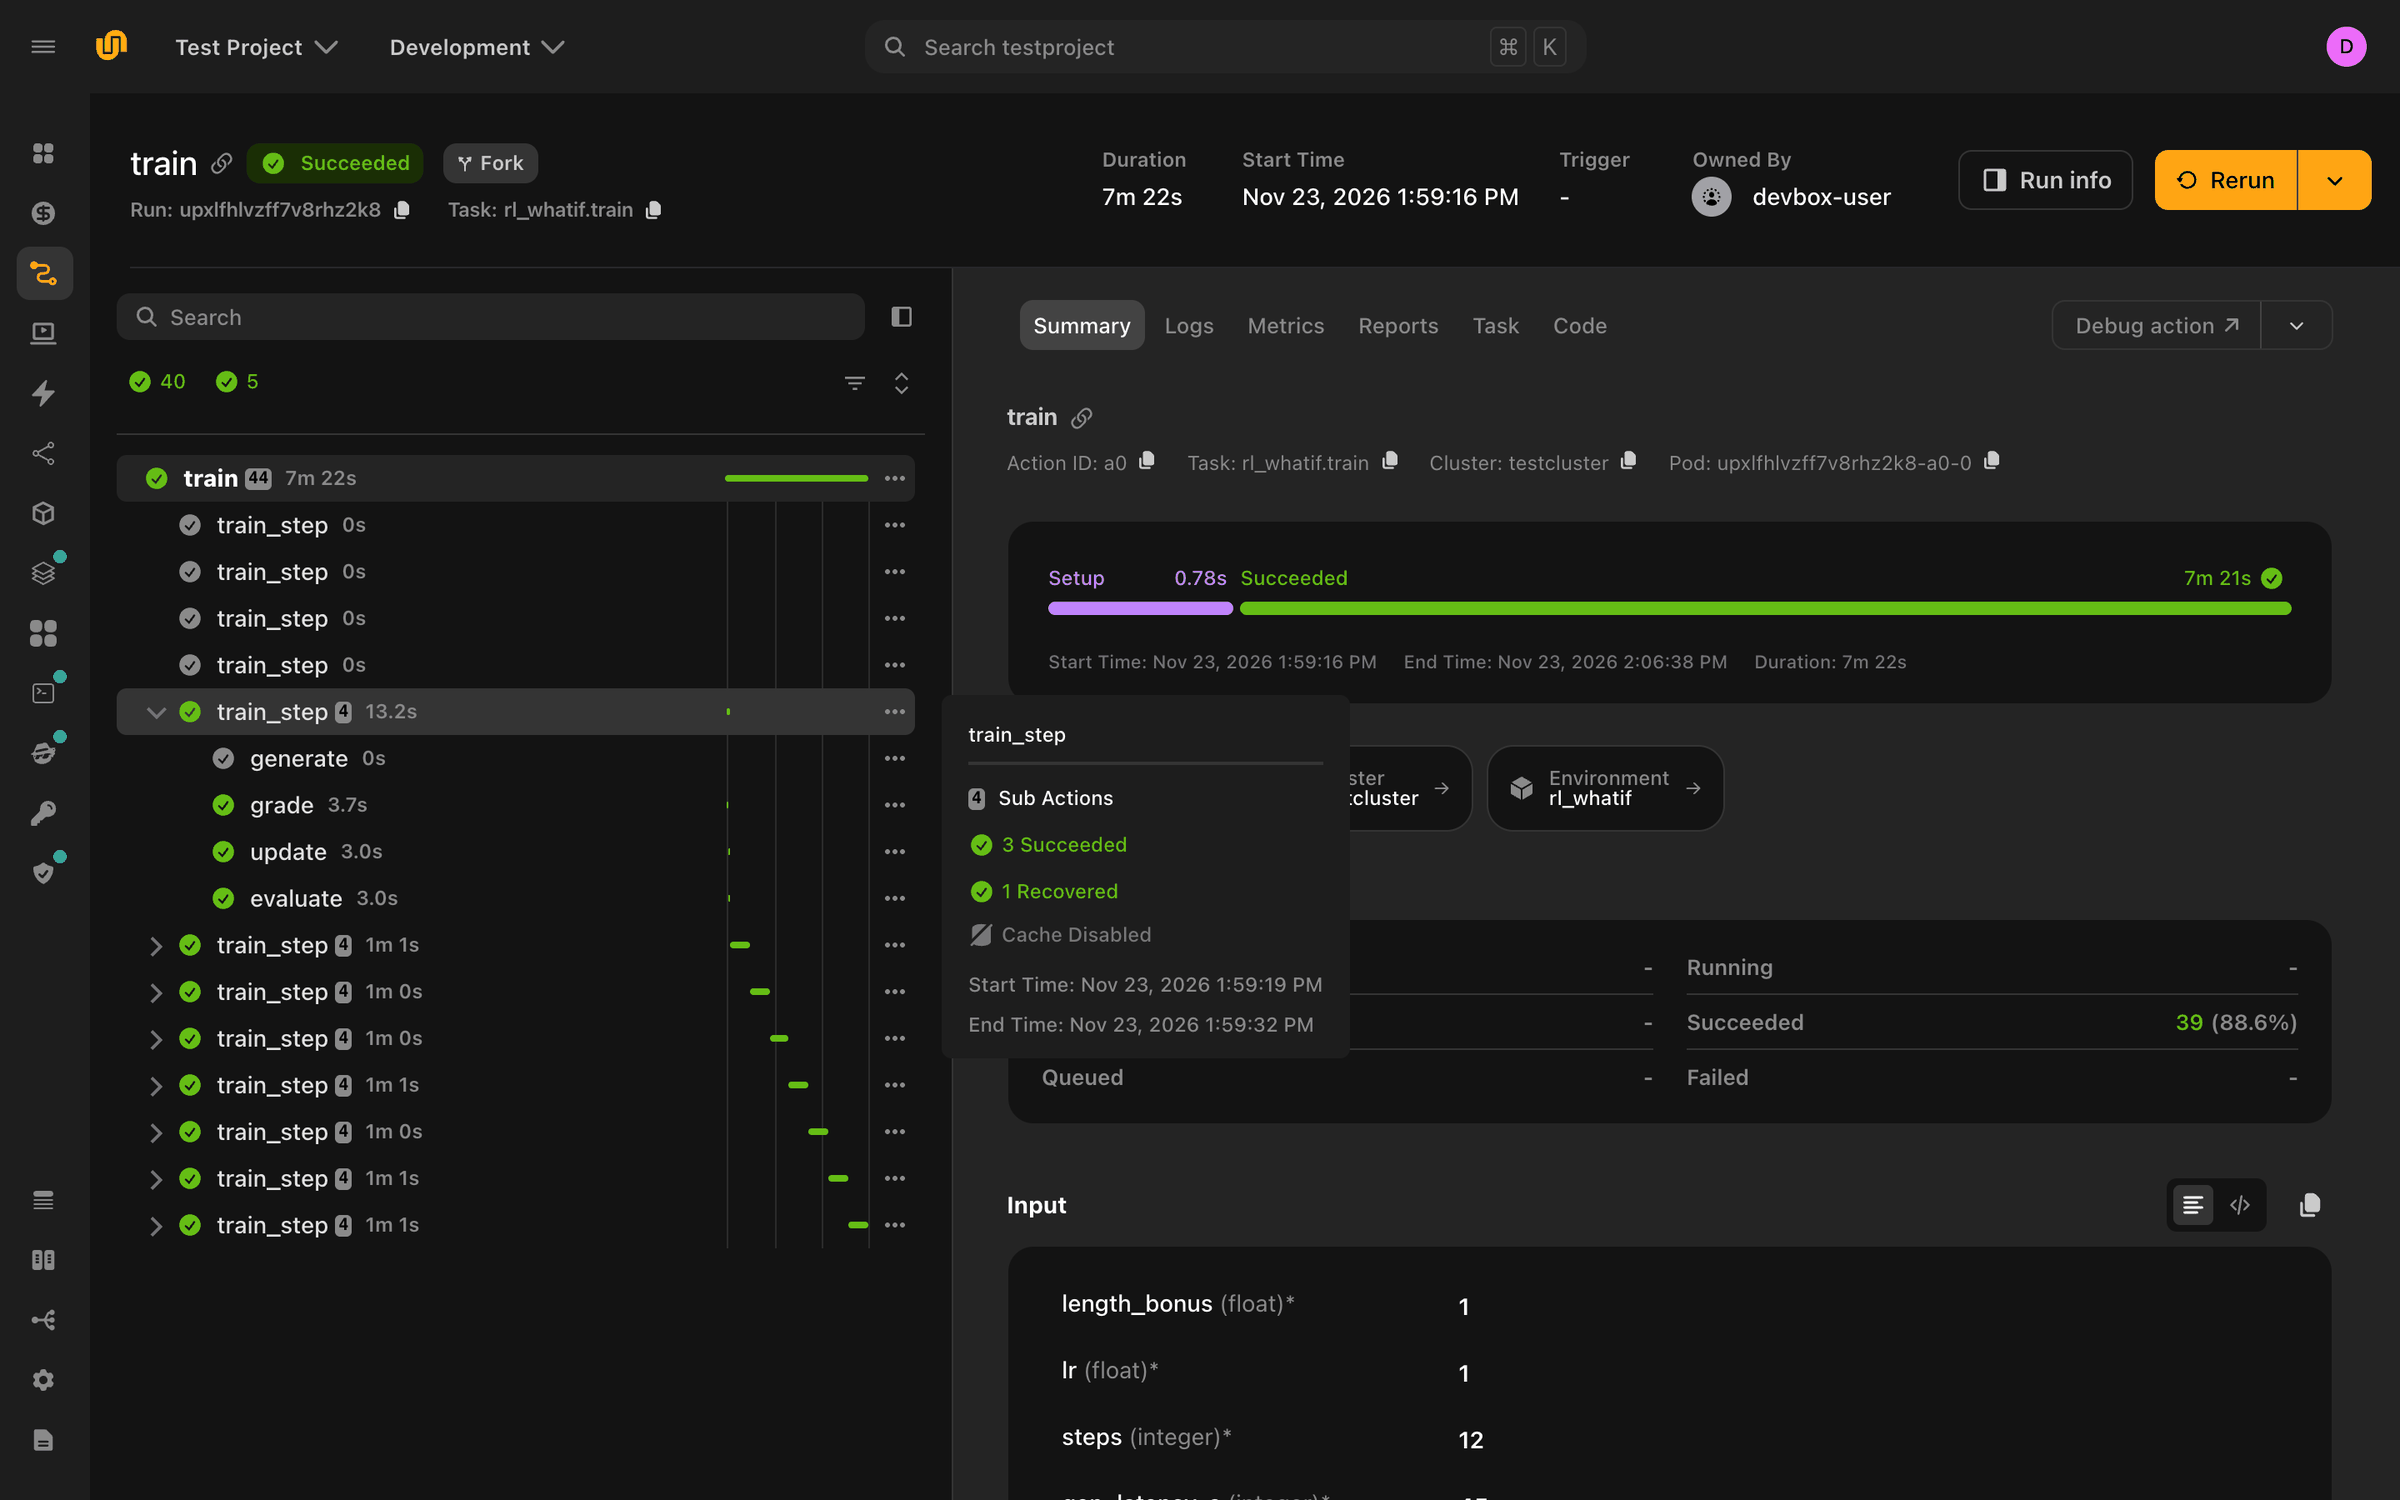 Test Project
Development
Search testproject
⌘ K
D
train
Succeeded
Fork
Run: upxlfhlvzff7v8rhz2k8
Task: rl_whatif.train
Duration
7m 22s
Start Time
Nov 23, 2026 1:59:16 PM
Trigger
-
Owned By
devbox-user
Run info
Rerun
Search
40
5
train 44 7m 22s
train_step 0s
train_step 0s
train_step 0s
train_step 0s
train_step 4 13.2s
generate 0s
grade 3.7s
update 3.0s
evaluate 3.0s
train_step 4 1m 1s
train_step 4 1m 0s
train_step 4 1m 0s
train_step 4 1m 1s
train_step 4 1m 0s
train_step 4 1m 1s
train_step 4 1m 1s
Summary
Logs
Metrics
Reports
Task
Code
Debug action
train
Action ID: a0
Task: rl_whatif.train
Cluster: testcluster
Pod: upxlfhlvzff7v8rhz2k8-a0-0
Setup 0.78s
Succeeded 7m 21s
Start Time: Nov 23, 2026 1:59:16 PM
End Time: Nov 23, 2026 2:06:38 PM
Duration: 7m 22s
train_step
4 Sub Actions
3 Succeeded
1 Recovered
Cache Disabled
Start Time: Nov 23, 2026 1:59:19 PM
End Time: Nov 23, 2026 1:59:32 PM
ster
tcluster
Environment
rl_whatif
-
Running -
-
Succeeded 39 (88.6%)
Queued -
Failed -
Input
length_bonus (float)* 1
lr (float)* 1
steps (integer)* 12